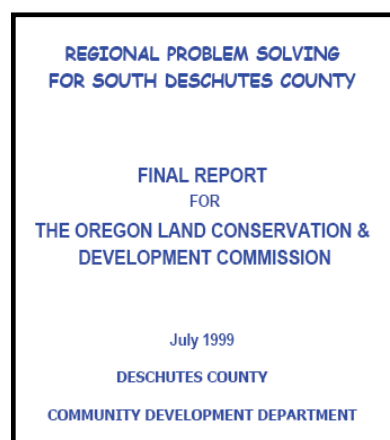 REGIONAL PROBLEM SOLVING
FOR SOUTH DESCHUTES COUNTY
FINAL REPORT
FOR
THE OREGON LAND CONSERVATION &
DEVELOPMENT COMMISSION
July 1999
DESCHUTES COUNTY
COMMUNITY DEVELOPMENT DEPARTMENT